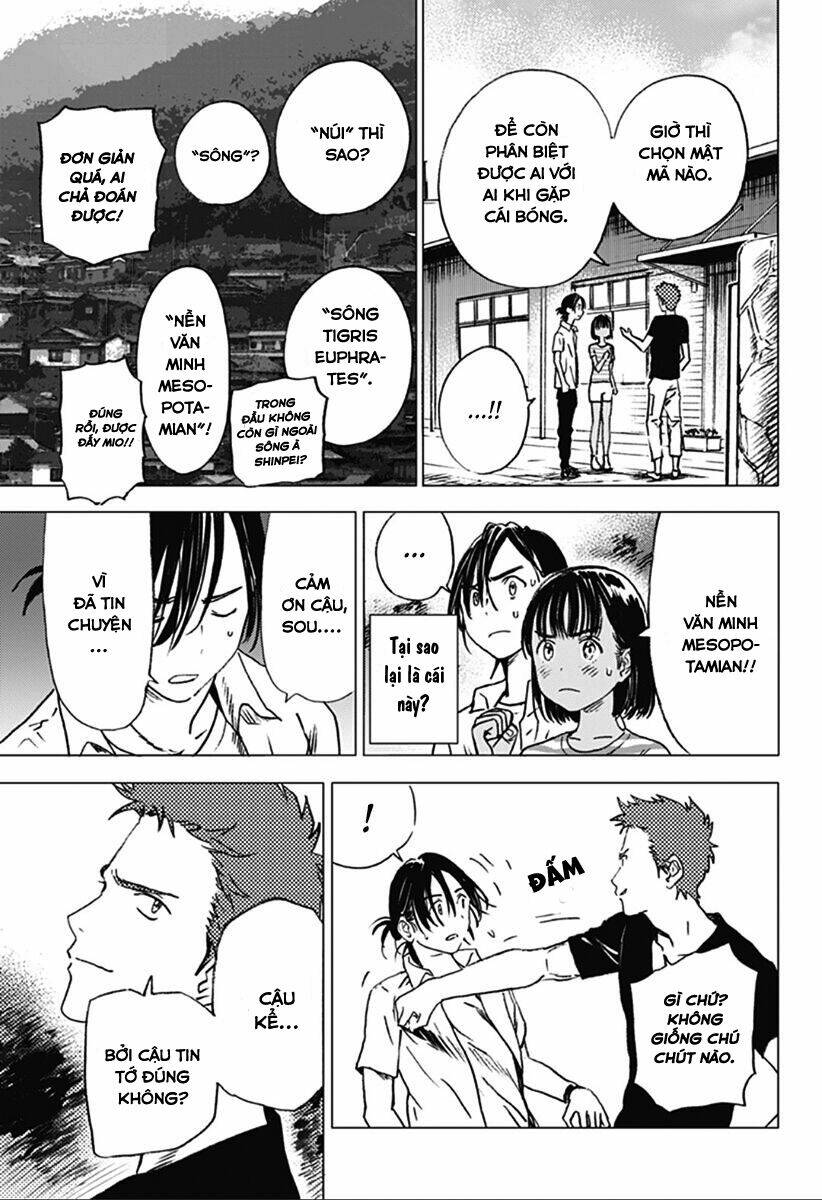 GIỜ THÌ
CHỌN MẬT
MÃ NÀO.
ĐỂ CÒN
PHÂN BIỆT
ĐƯỢC AI VỚI
AI KHI GẶP
CÁI BÓNG.
...!!
“NÚI” THÌ
SAO?
“SÔNG”?
ĐƠN GIẢN
QUÁ, AI
CHẢ ĐOÁN
ĐƯỢC!
“SÔNG
TIGRIS
EUPHRA-
TES”.
TRONG
ĐẦU KHÔNG
CÒN GÌ NGOÀI
SÔNG À
SHINPEI?
“NỀN
VĂN
MINH
MESO-
POTA-
MIAN”!
ĐÚNG
RỒI, ĐƯỢC
ĐẤY MIO!!
NỀN
VĂN MINH
MESOPO-
TAMIAN!!
...
Tại sao
lại là cái
này?
CẢM
ƠN CẬU,
SOU....
VÌ
ĐÃ TIN
CHUYỆN
...
!
ĐẤM
GÌ CHỨ?
KHÔNG
GIỐNG CHÚ
CHÚT NÀO.
CẬU
KỂ...
BỞI CẬU TIN
TỚ ĐÚNG
KHÔNG?